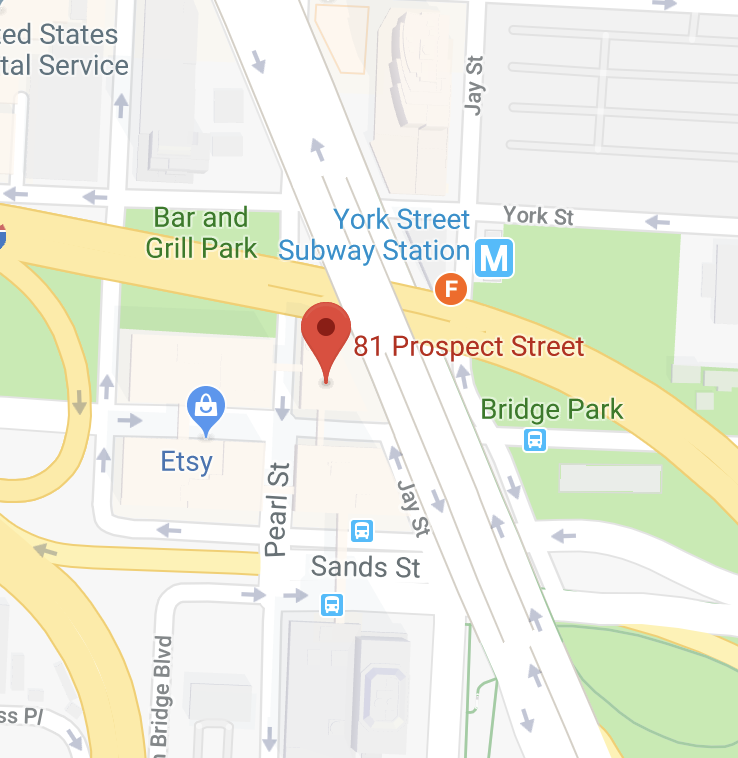 ted States
tal Service
Jay St
Bar and
Grill Park
York Street
Subway Station
M
York St
F
81 Prospect Street
Bridge Park
Etsy
Pearl St
Jay St
Sands St
n Bridge Blvd
ss Pl